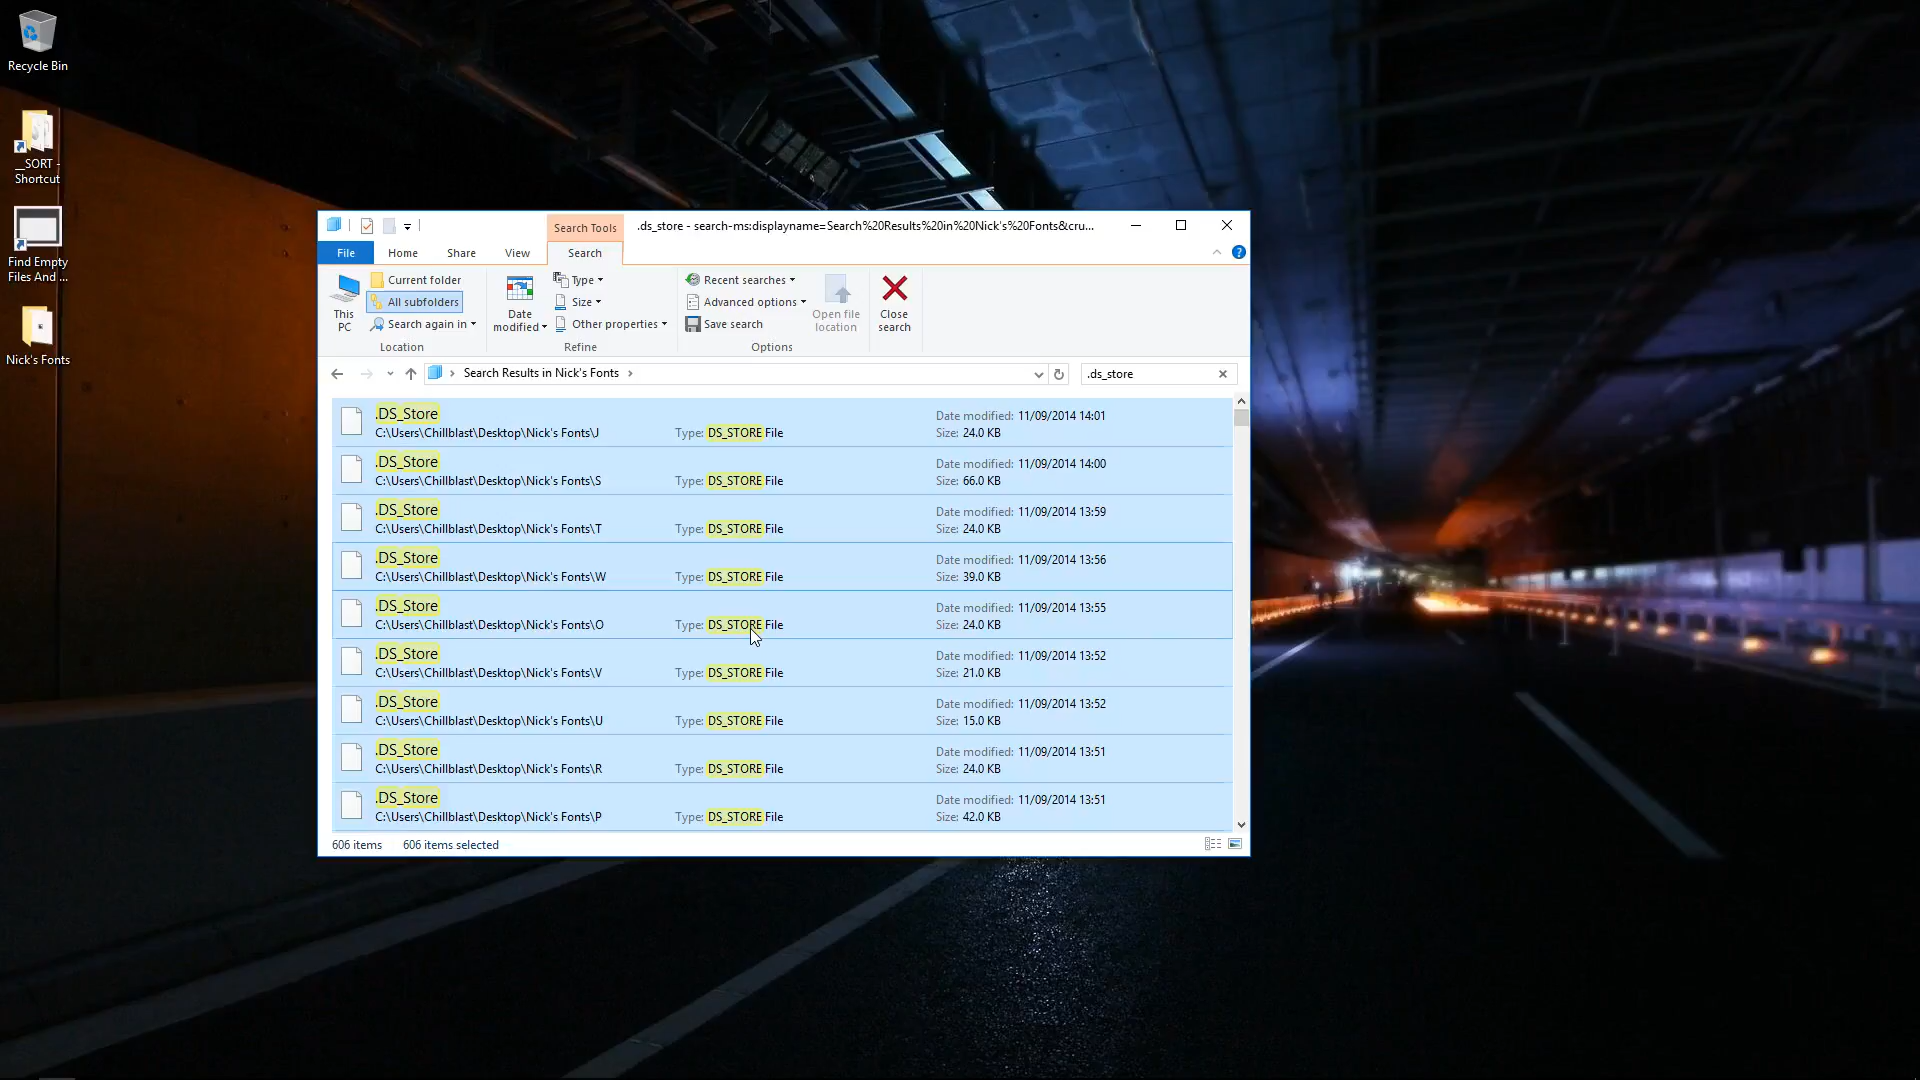 Recycle Bin
__SORT -
Shortcut
Find Empty
Files And ...
Nick's Fonts
Search Tools
.ds_store - search-ms:displayname=Search%20Results%20in%20Nick's%20Fonts&cru...
File
Home
Share
View
Search
This
PC
Current folder
All subfolders
Search again in
Location
Date
modified
Type
Size
Other properties
Refine
Recent searches
Advanced options
Save search
Options
Open file
location
Close
search
Search Results in Nick's Fonts
.ds_store
.DS_Store
C:\Users\Chillblast\Desktop\Nick's Fonts\J
Type: DS_STORE File
Date modified: 11/09/2014 14:01
Size: 24.0 KB
.DS_Store
C:\Users\Chillblast\Desktop\Nick's Fonts\S
Type: DS_STORE File
Date modified: 11/09/2014 14:00
Size: 66.0 KB
.DS_Store
C:\Users\Chillblast\Desktop\Nick's Fonts\T
Type: DS_STORE File
Date modified: 11/09/2014 13:59
Size: 24.0 KB
.DS_Store
C:\Users\Chillblast\Desktop\Nick's Fonts\W
Type: DS_STORE File
Date modified: 11/09/2014 13:56
Size: 39.0 KB
.DS_Store
C:\Users\Chillblast\Desktop\Nick's Fonts\O
Type: DS_STORE File
Date modified: 11/09/2014 13:55
Size: 24.0 KB
.DS_Store
C:\Users\Chillblast\Desktop\Nick's Fonts\V
Type: DS_STORE File
Date modified: 11/09/2014 13:52
Size: 21.0 KB
.DS_Store
C:\Users\Chillblast\Desktop\Nick's Fonts\U
Type: DS_STORE File
Date modified: 11/09/2014 13:52
Size: 15.0 KB
.DS_Store
C:\Users\Chillblast\Desktop\Nick's Fonts\R
Type: DS_STORE File
Date modified: 11/09/2014 13:51
Size: 24.0 KB
.DS_Store
C:\Users\Chillblast\Desktop\Nick's Fonts\P
Type: DS_STORE File
Date modified: 11/09/2014 13:51
Size: 42.0 KB
606 items
606 items selected